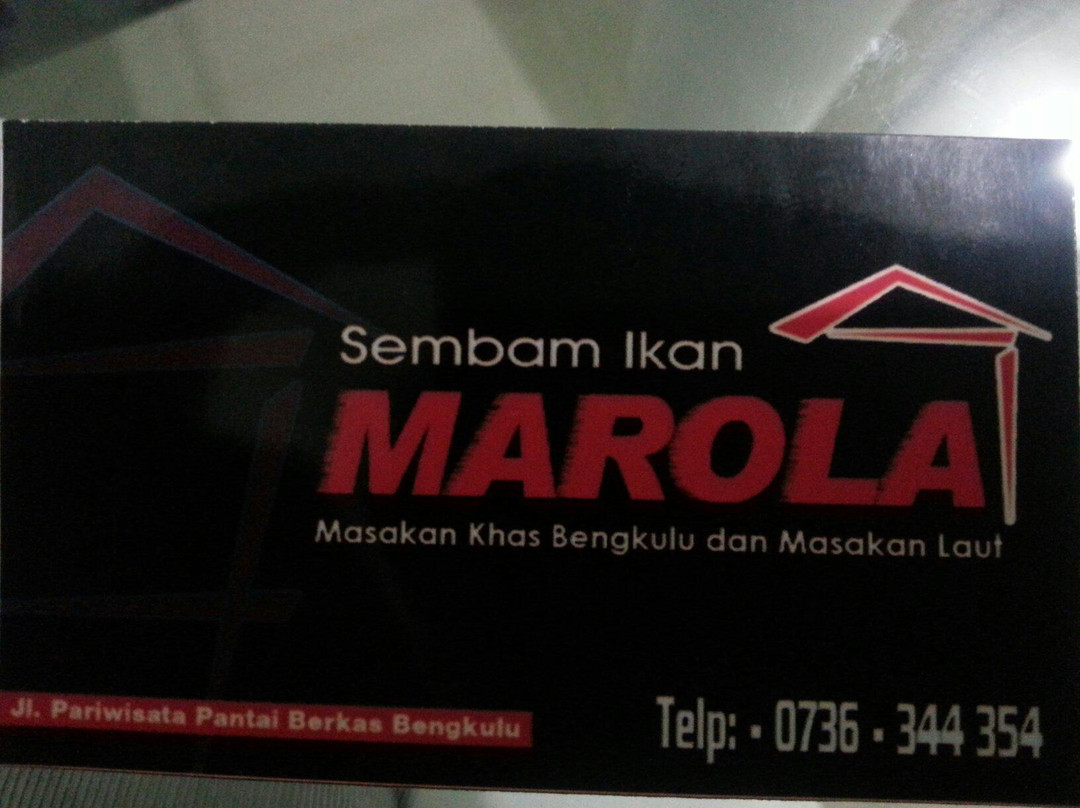 Sembam Ikan
MAROLA
Masakan Khas Bengkulu dan Masakan Laut
Jl. Pariwisata Pantai Berkas Bengkulu
Telp: - 0736 - 344 354